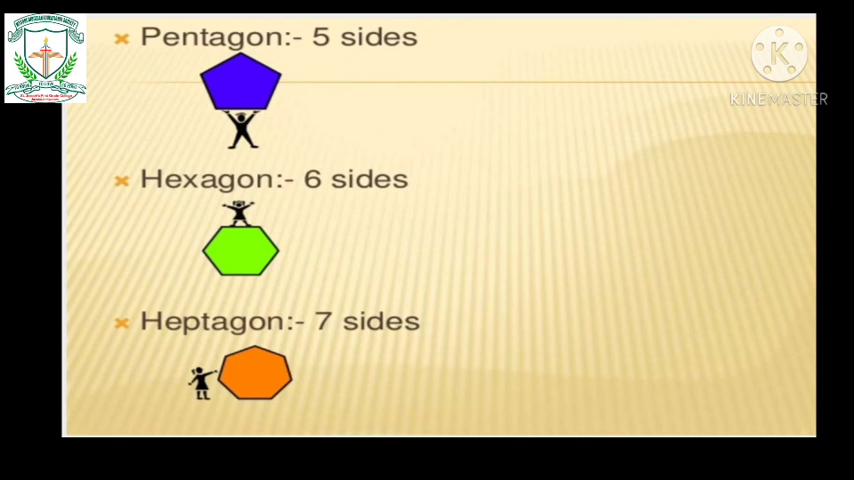 Pentagon:- 5 sides
K
KINEMASTER
Hexagon:- 6 sides
Heptagon:- 7 sides